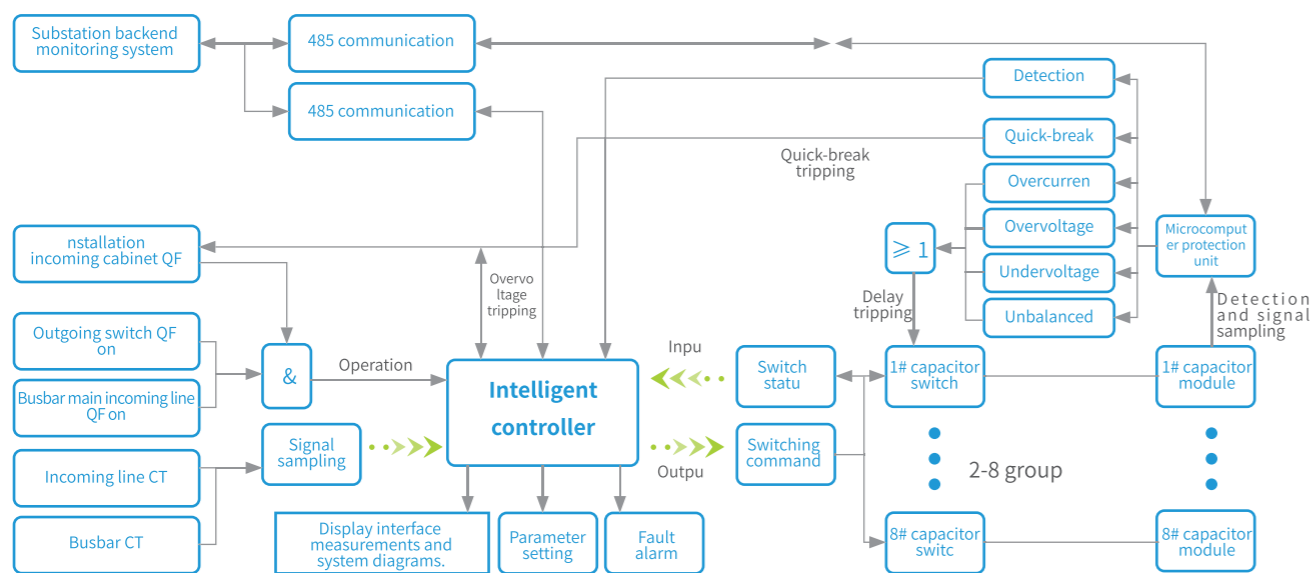 Substation backend
monitoring system
485 communication
Detection
485 communication
Quick-break
Quick-break
tripping
Overcurren
nstallation
incoming cabinet QF
≥ 1
Overvoltage
Microcomput
er protection
unit
Overvo
ltage
tripping
Undervoltage
Delay
tripping
Unbalanced
Detection
and signal
sampling
Outgoing switch QF
on
&
Operation
Inpu
Busbar main incoming line
QF on
Intelligent
controller
Switch
statu
1# capacitor
switch
1# capacitor
module
Signal
sampling
Outpu
Switching
command
2-8 group
Incoming line CT
Busbar CT
Display interface
measurements and
system diagrams.
Parameter
setting
Fault
alarm
8# capacitor
switc
8# capacitor
module